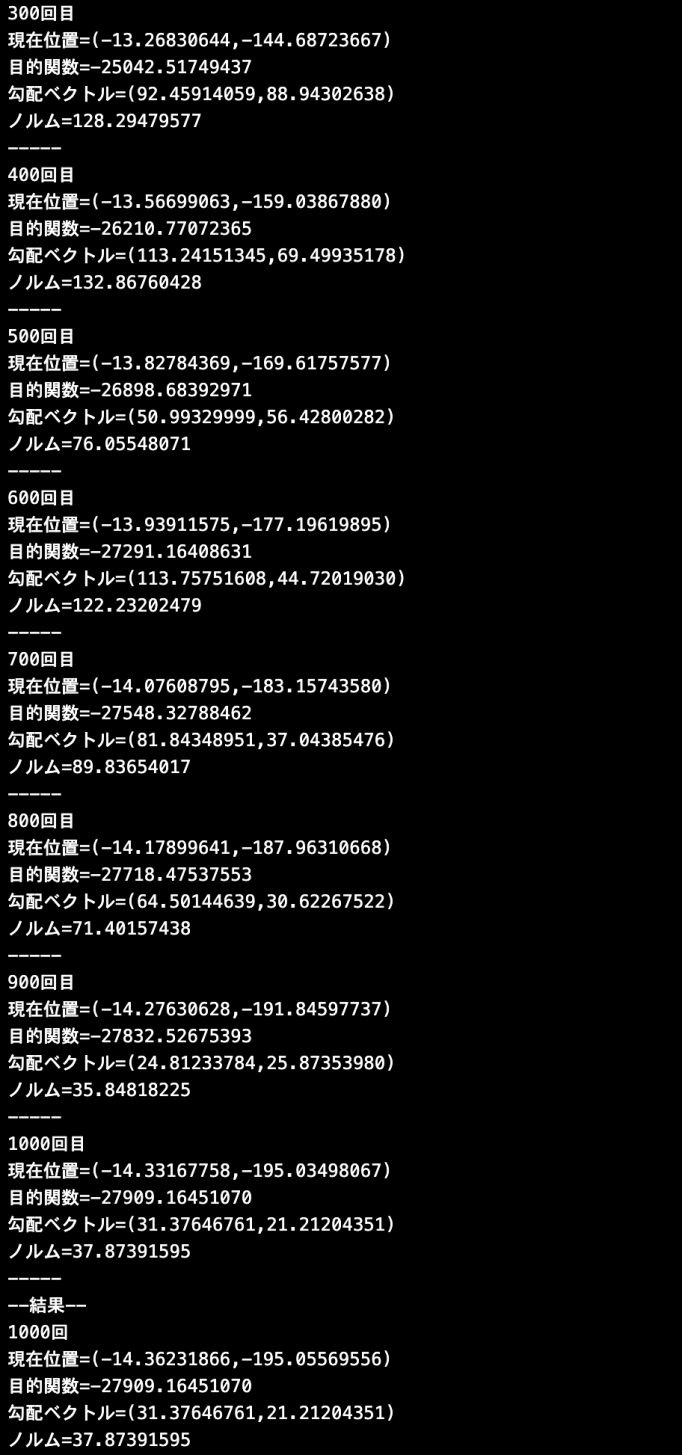 300回目
現在位置=(-13.26830644,-144.68723667)
目的関数=-25042.51749437
勾配ベクトル=(92.45914059,88.94302638)
ノルム=128.29479577
-----
400回目
現在位置=(-13.56699063,-159.03867880)
目的関数=-26210.77072365
勾配ベクトル=(113.24151345,69.49935178)
ノルム=132.86760428
-----
500回目
現在位置=(-13.82784369,-169.61757577)
目的関数=-26898.68392971
勾配ベクトル=(50.99329999,56.42800282)
ノルム=76.05548071
-----
600回目
現在位置=(-13.93911575,-177.19619895)
目的関数=-27291.16408631
勾配ベクトル=(113.75751608,44.72019030)
ノルム=122.23202479
-----
700回目
現在位置=(-14.07608795,-183.15743580)
目的関数=-27548.32788462
勾配ベクトル=(81.84348951,37.04385476)
ノルム=89.83654017
-----
800回目
現在位置=(-14.17899641,-187.96310668)
目的関数=-27718.47537553
勾配ベクトル=(64.50144639,30.62267522)
ノルム=71.40157438
-----
900回目
現在位置=(-14.27630628,-191.84597737)
目的関数=-27832.52675393
勾配ベクトル=(24.81233784,25.87353980)
ノルム=35.84818225
-----
1000回目
現在位置=(-14.33167758,-195.03498067)
目的関数=-27909.16451070
勾配ベクトル=(31.37646761,21.21204351)
ノルム=37.87391595
-----
--結果--
1000回
現在位置=(-14.36231866,-195.05569556)
目的関数=-27909.16451070
勾配ベクトル=(31.37646761,21.21204351)
ノルム=37.87391595